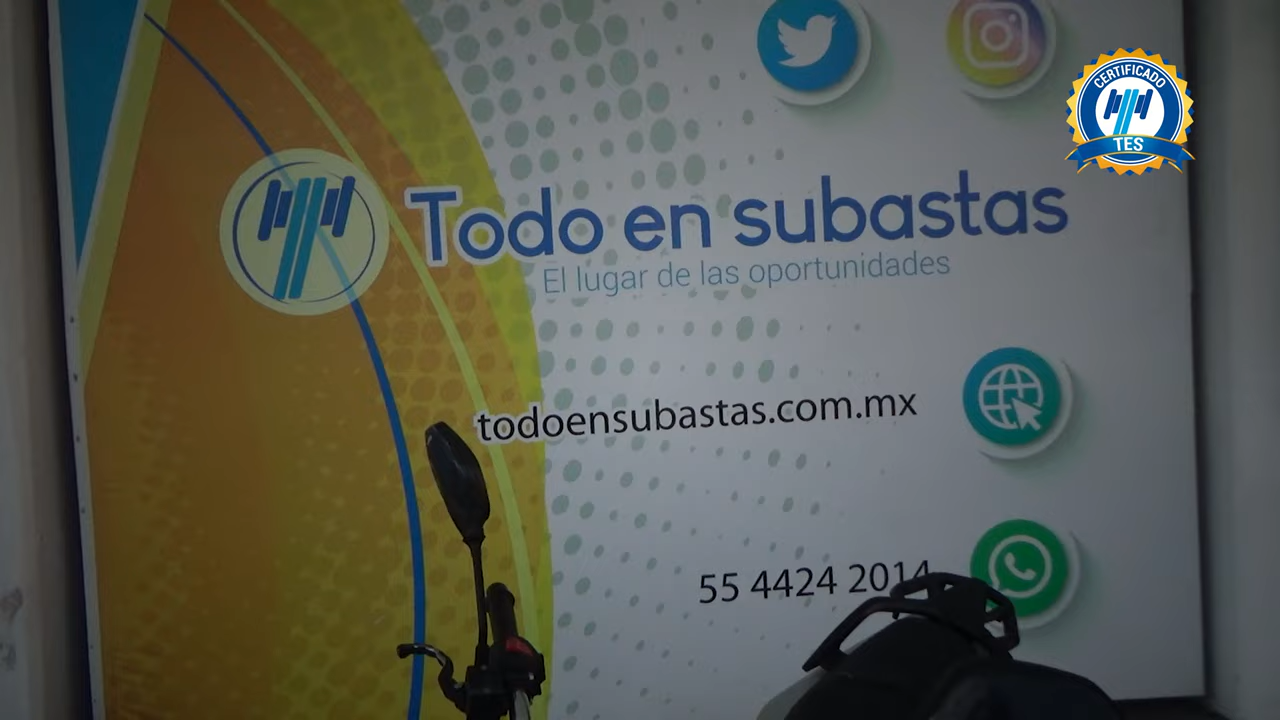 CERTIFICADO
TES
Todo en subastas
El lugar de las oportunidades
todoensubastas.com.mx
55 4424 2014